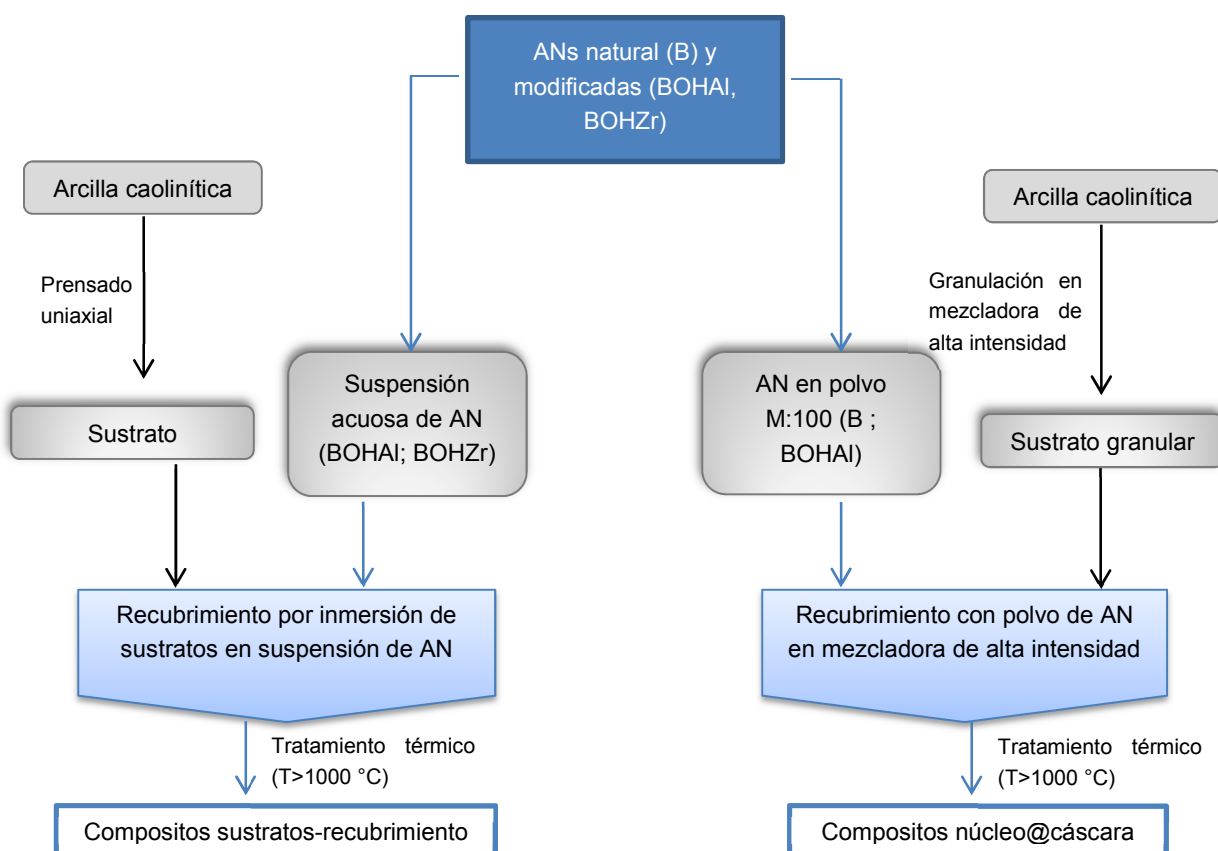 ANs natural (B) y
modificadas (BOHAl,
BOHZr)
Arcilla caolinítica
Arcilla caolinítica
Prensado
uniaxial
Granulación en
mezcladora de
alta intensidad
Suspensión
acuosa de AN
(BOHAl; BOHZr)
AN en polvo
M:100 (B ;
BOHAl)
Sustrato
Sustrato granular
Recubrimiento por inmersión de
sustratos en suspensión de AN
Recubrimiento con polvo de AN
en mezcladora de alta intensidad
Tratamiento térmico
(T>1000 °C)
Tratamiento térmico
(T>1000 °C)
Compositos sustratos-recubrimiento
Compositos núcleo@cáscara